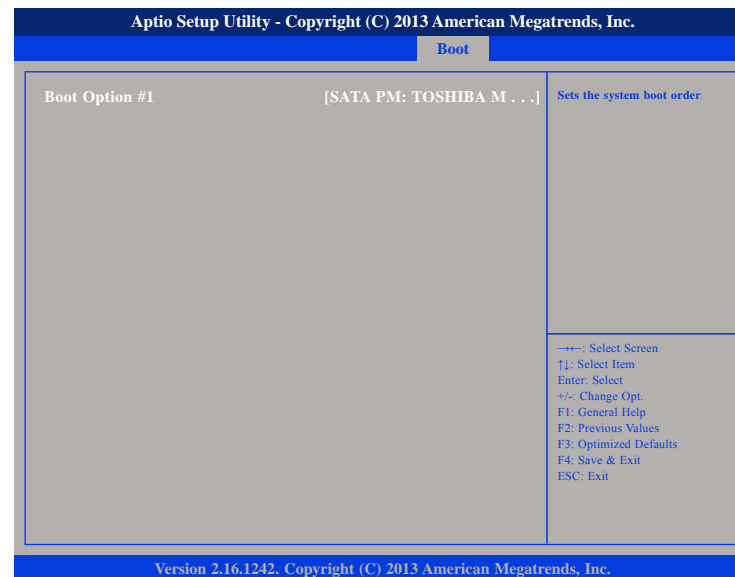 Aptio Setup Utility - Copyright (C) 2013 American Megatrends, Inc.
Boot
Boot Option #1 [SATA PM: TOSHIBA M . . .]
Sets the system boot order
→←: Select Screen
↑↓: Select Item
Enter: Select
+/-: Change Opt.
F1: General Help
F2: Previous Values
F3: Optimized Defaults
F4: Save & Exit
ESC: Exit
Version 2.16.1242. Copyright (C) 2013 American Megatrends, Inc.